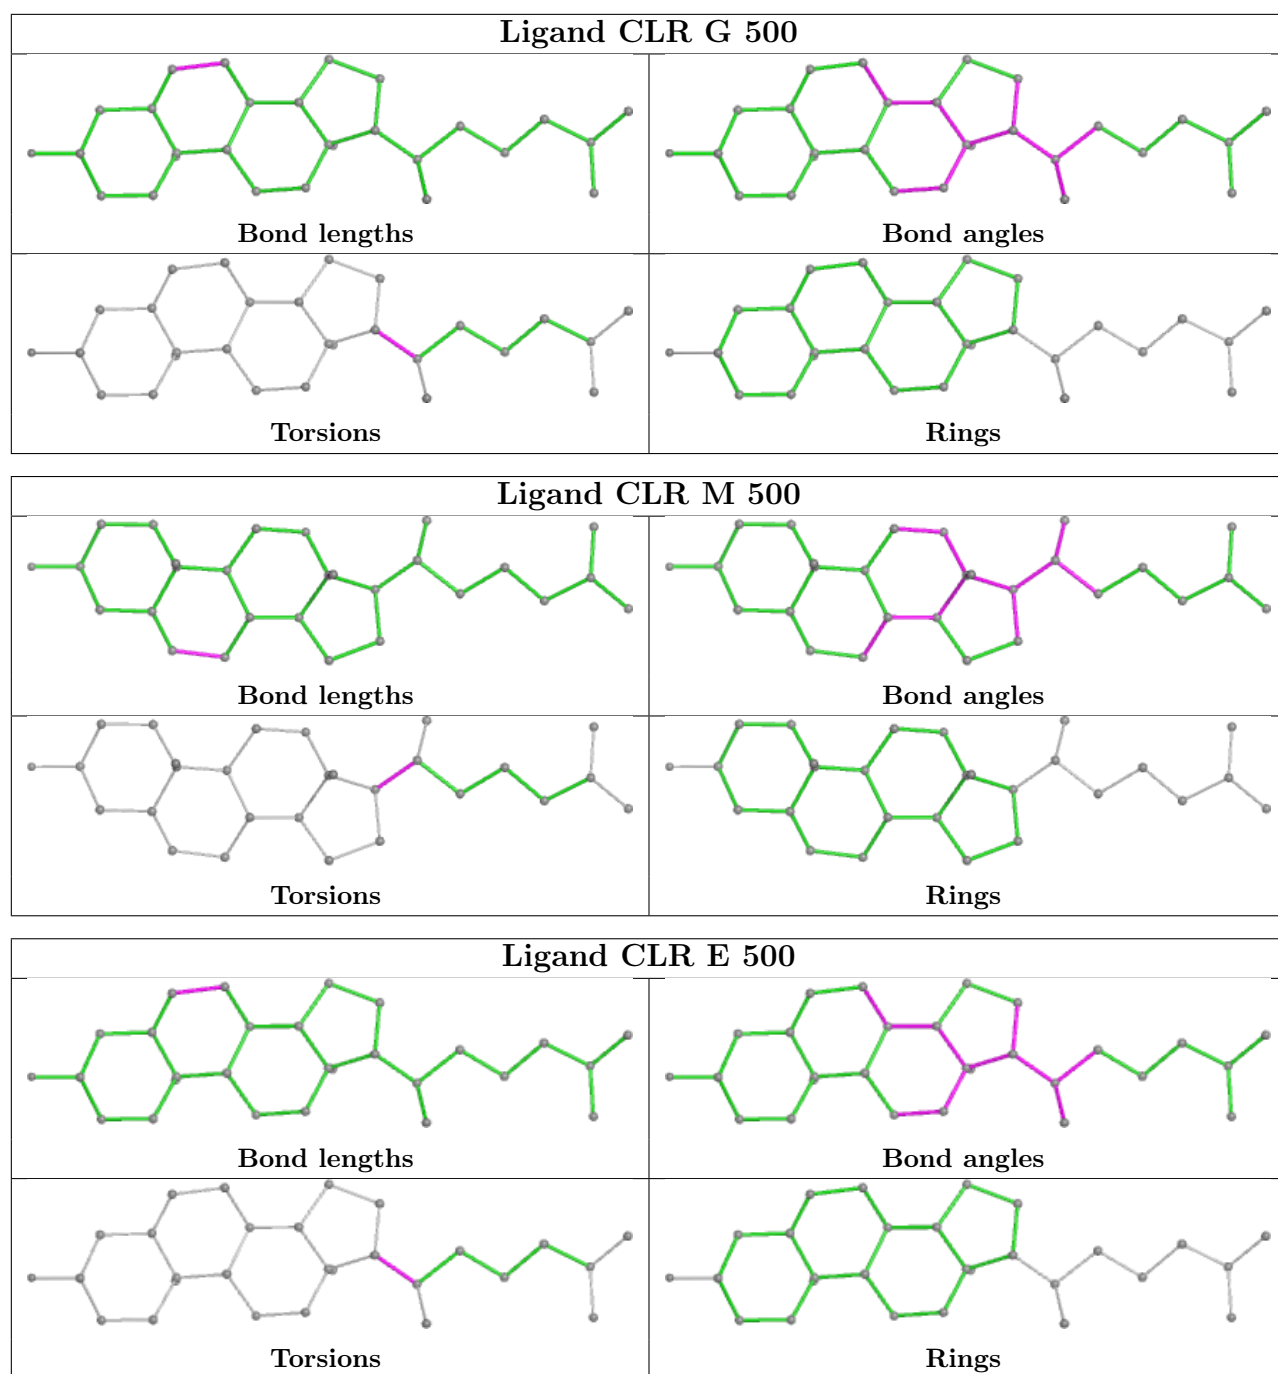 Ligand CLR G 500
Bond lengths
Bond angles
Torsions
Rings
Ligand CLR M 500
Bond lengths
Bond angles
Torsions
Rings
Ligand CLR E 500
Bond lengths
Bond angles
Torsions
Rings